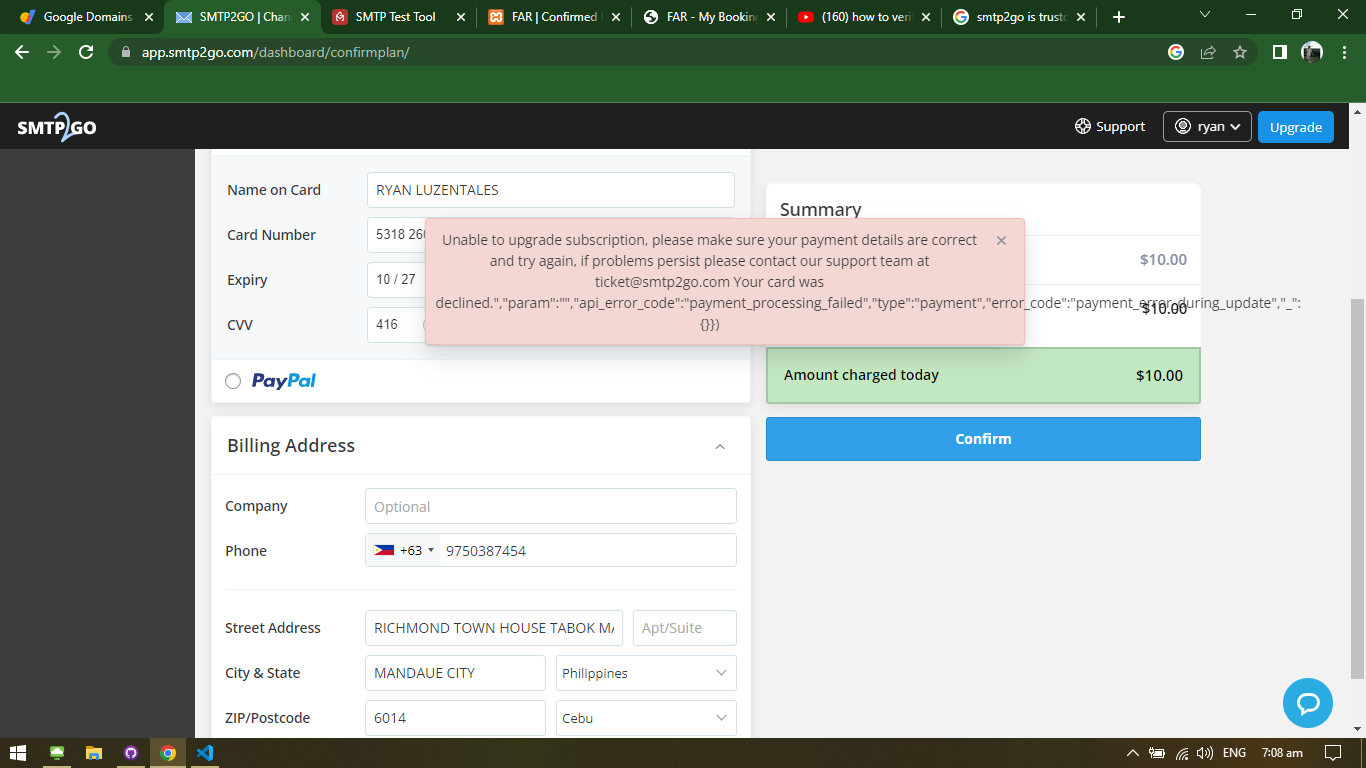 Google Domains
SMTP2GO | Chan
SMTP Test Tool
FAR | Confirmed
FAR - My Booking
(160) how to veri
smtp2go is trust
app.smtp2go.com/dashboard/confirmplan/
SMTP2GO
Support
ryan
Upgrade
Name on Card
RYAN LUZENTALES
Card Number
5318 26
Expiry
10 / 27
CVV
416
PayPal
Summary
$10.00
$10.00
Amount charged today
$10.00
Confirm
Unable to upgrade subscription, please make sure your payment details are correct
and try again, if problems persist please contact our support team at
ticket@smtp2go.com Your card was
declined.","param":"","api_error_code":"payment_processing_failed","type":"payment","error_code":"payment_error_during_update","_":
{}})
Billing Address
Company
Optional
Phone
+63
9750387454
Street Address
RICHMOND TOWN HOUSE TABOK MA
Apt/Suite
City & State
MANDAUE CITY
Philippines
ZIP/Postcode
6014
Cebu
ENG
7:08 am